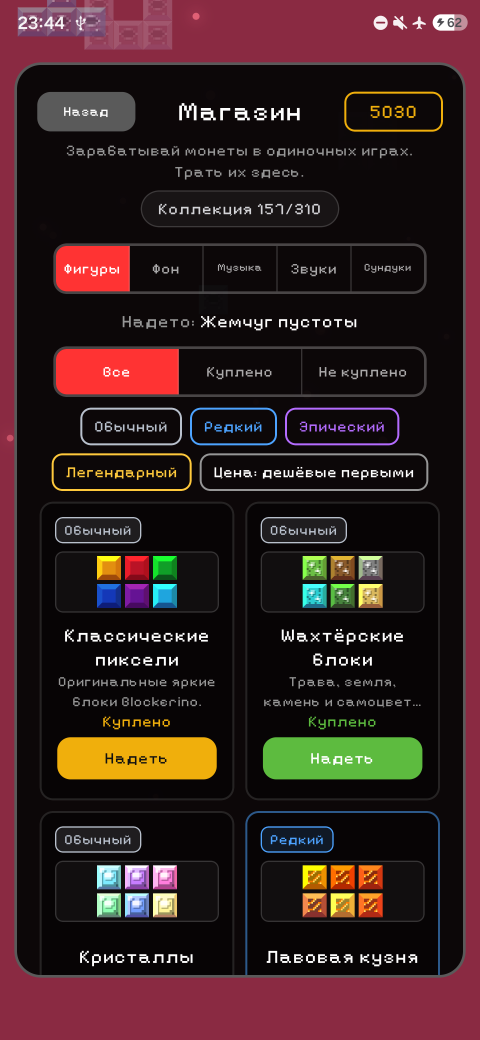 23:44
62
Назад
Магазин
5030
Зарабатывай монеты в одиночных играх.
Трать их здесь.
Коллекция 157/310
Фигуры
Фон
Музыка
Звуки
Сундуки
Надето: Жемчуг пустоты
Все
Куплено
Не куплено
Обычный
Редкий
Эпический
Легендарный
Цена: дешёвые первыми
Обычный
Классические
пиксели
Оригинальные яркие
блоки Blockerino.
Куплено
Надеть
Обычный
Шахтёрские
блоки
Трава, земля,
камень и самоцвет...
Куплено
Надеть
Обычный
Кристаллы
Редкий
Лавовая кузня